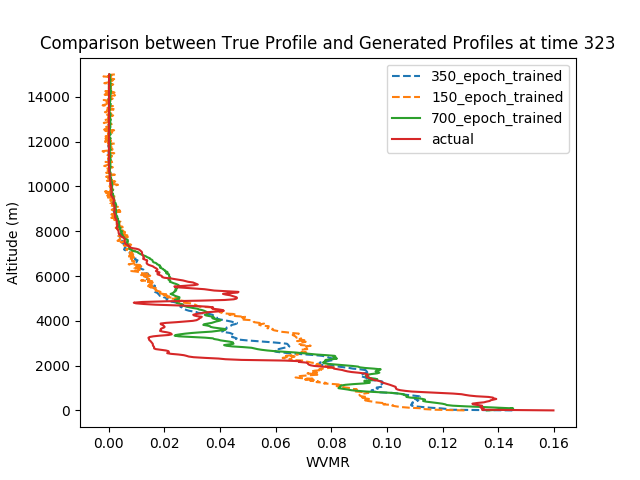 Comparison between True Profile and Generated Profiles at time 323
350_epoch_trained
150_epoch_trained
700_epoch_trained
actual
14000
12000
10000
8000
6000
4000
2000
0
Altitude (m)
0.00 0.02 0.04 0.06 0.08 0.10 0.12 0.14 0.16
WVMR